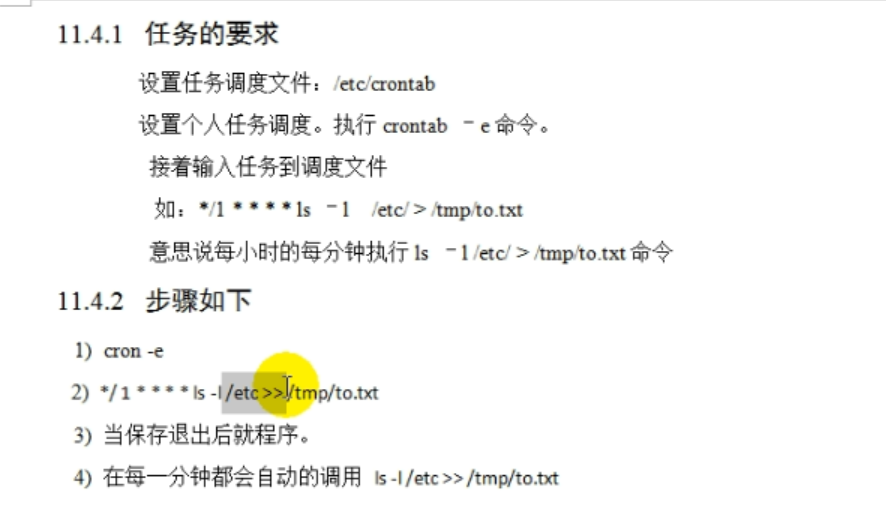 11.4.1 任务的要求
设置任务调度文件：/etc/crontab
设置个人任务调度。执行 crontab －e 命令。
接着输入任务到调度文件
如：*/1 * * * * ls －l /etc/ > /tmp/to.txt
意思说每小时的每分钟执行 ls －l /etc/ > /tmp/to.txt 命令
11.4.2 步骤如下
1) cron -e
2) */ 1 * * * * ls -l /etc >> /tmp/to.txt
3) 当保存退出后就程序。
4) 在每一分钟都会自动的调用 ls -l /etc >> /tmp/to.txt